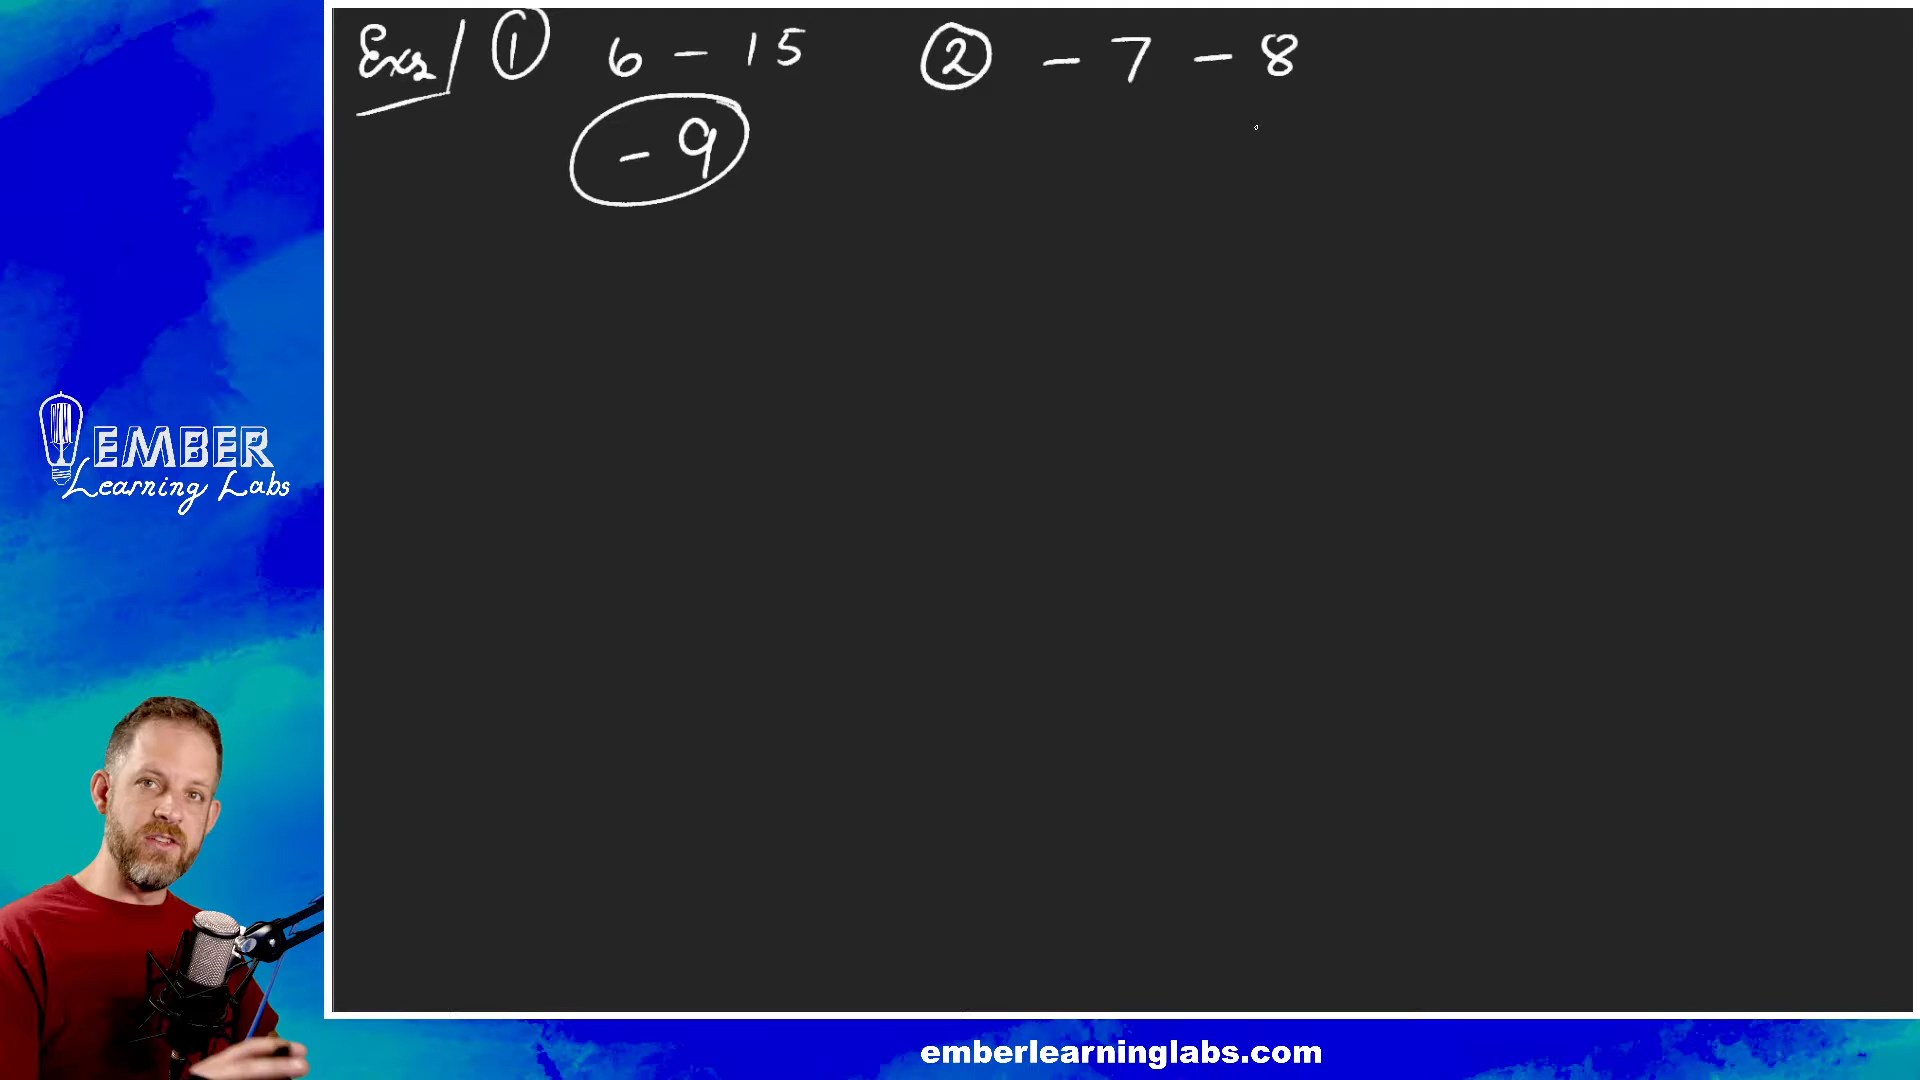 Exs/ ① 6 - 15 ② - 7 - 8
- 9
EMBER
Learning Labs
emberlearninglabs.com